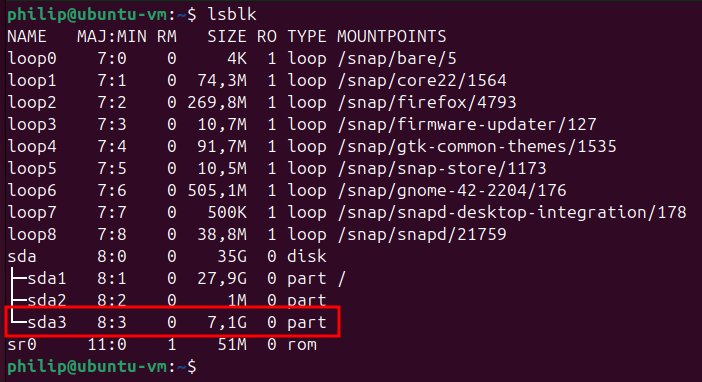 philip@ubuntu-vm:~$ lsblk
NAME   MAJ:MIN RM   SIZE RO TYPE MOUNTPOINTS
loop0    7:0    0     4K  1 loop /snap/bare/5
loop1    7:1    0  74,3M  1 loop /snap/core22/1564
loop2    7:2    0 269,8M  1 loop /snap/firefox/4793
loop3    7:3    0  10,7M  1 loop /snap/firmware-updater/127
loop4    7:4    0  91,7M  1 loop /snap/gtk-common-themes/1535
loop5    7:5    0  10,5M  1 loop /snap/snap-store/1173
loop6    7:6    0 505,1M  1 loop /snap/gnome-42-2204/176
loop7    7:7    0   500K  1 loop /snap/snapd-desktop-integration/178
loop8    7:8    0  38,8M  1 loop /snap/snapd/21759
sda      8:0    0    35G  0 disk
├─sda1   8:1    0  27,9G  0 part /
├─sda2   8:2    0     1M  0 part
└─sda3   8:3    0   7,1G  0 part
sr0     11:0    1    51M  0 rom
philip@ubuntu-vm:~$